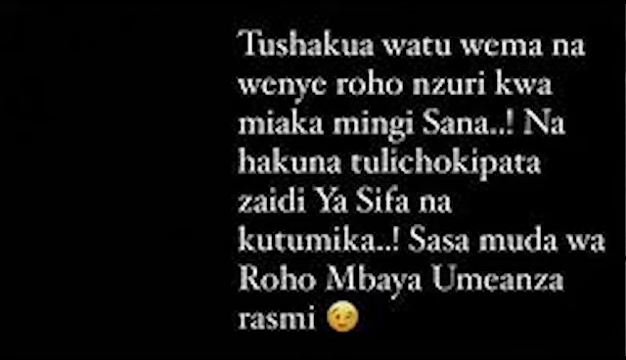 Tushakua watu wema na
wenye roho nzuri kwa
miaka mingi Sana..! Na
hakuna tulichokipata
zaidi Ya Sifa na
kutumika..! Sasa muda wa
Roho Mbaya Umeanza
rasmi 😉